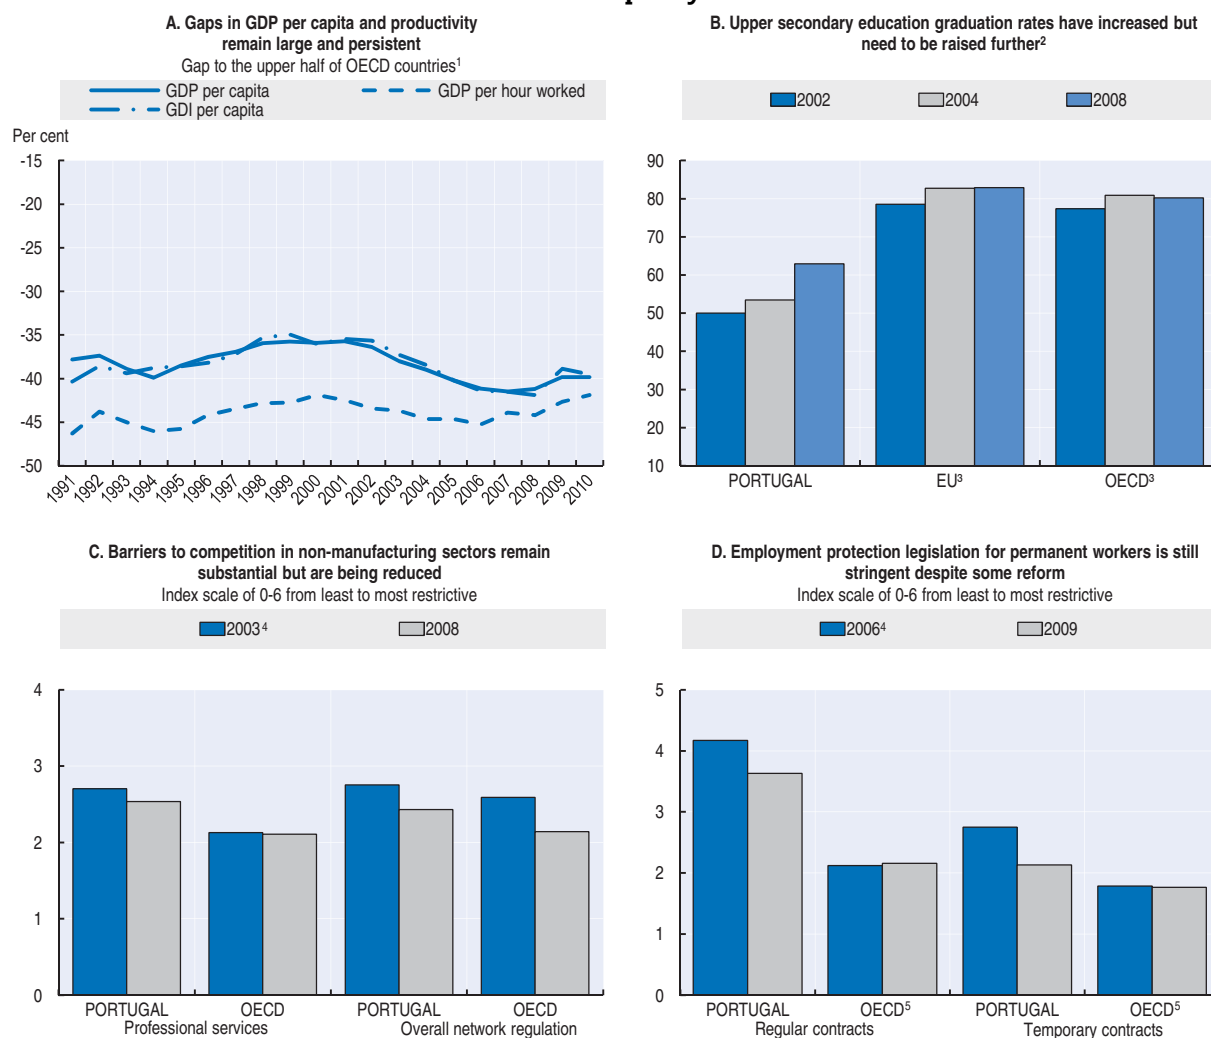 A. Gaps in GDP per capita and productivity
remain large and persistent
Gap to the upper half of OECD countries¹
GDP per capita
GDP per hour worked
GDI per capita
Per cent
-15
-20
-25
-30
-35
-40
-45
-50
1991 1992 1993 1994 1995 1996 1997 1998 1999 2000 2001 2002 2003 2004 2005 2006 2007 2008 2009 2010
B. Upper secondary education graduation rates have increased but
need to be raised further²
2002 2004 2008
90
80
70
60
50
40
30
20
10
PORTUGAL EU³ OECD³
C. Barriers to competition in non-manufacturing sectors remain
substantial but are being reduced
Index scale of 0-6 from least to most restrictive
2003⁴ 2008
4
3
2
1
0
PORTUGAL OECD PORTUGAL OECD
Professional services Overall network regulation
D. Employment protection legislation for permanent workers is still
stringent despite some reform
Index scale of 0-6 from least to most restrictive
2006⁴ 2009
5
4
3
2
1
0
PORTUGAL OECD⁵ PORTUGAL OECD⁵
Regular contracts Temporary contracts